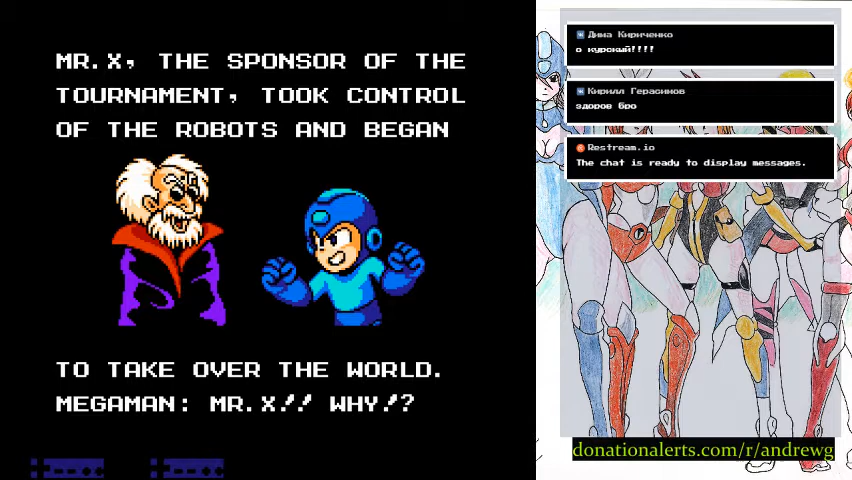 MR.X, THE SPONSOR OF THE
TOURNAMENT, TOOK CONTROL
OF THE ROBOTS AND BEGAN
TO TAKE OVER THE WORLD.
MEGAMAN: MR.X!! WHY!?
Дима Кириченко
о курский!!!!
Кирилл Герасимов
здоров бро
Restream.io
The chat is ready to display messages.
donationalerts.com/r/andrewg